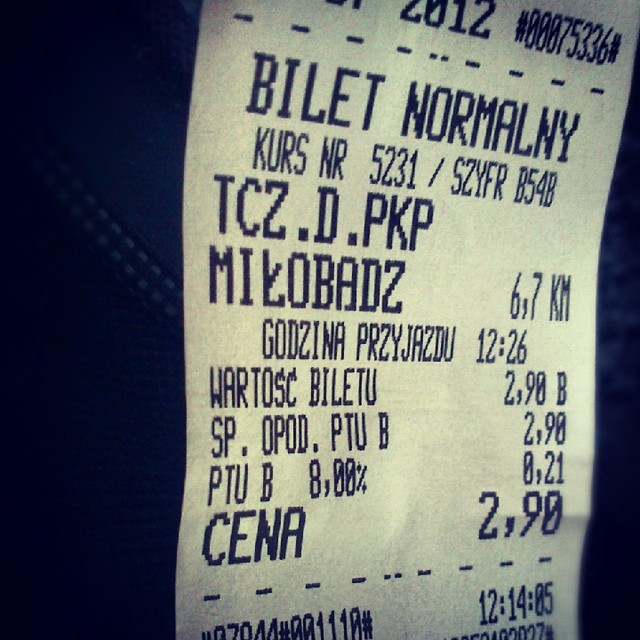 2012 #00075336#
BILET NORMALNY
KURS NR 5231 / SZYFR B54B
TCZ.D.PKP
MIŁOBADZ 6,7 KM
GODZINA PRZYJAZDU 12:26
WARTOŚĆ BILETU 2,90 B
SP. OPOD. PTU B 2,90
PTU B 8,00% 0,21
CENA 2,90
12:14:05
#001110#